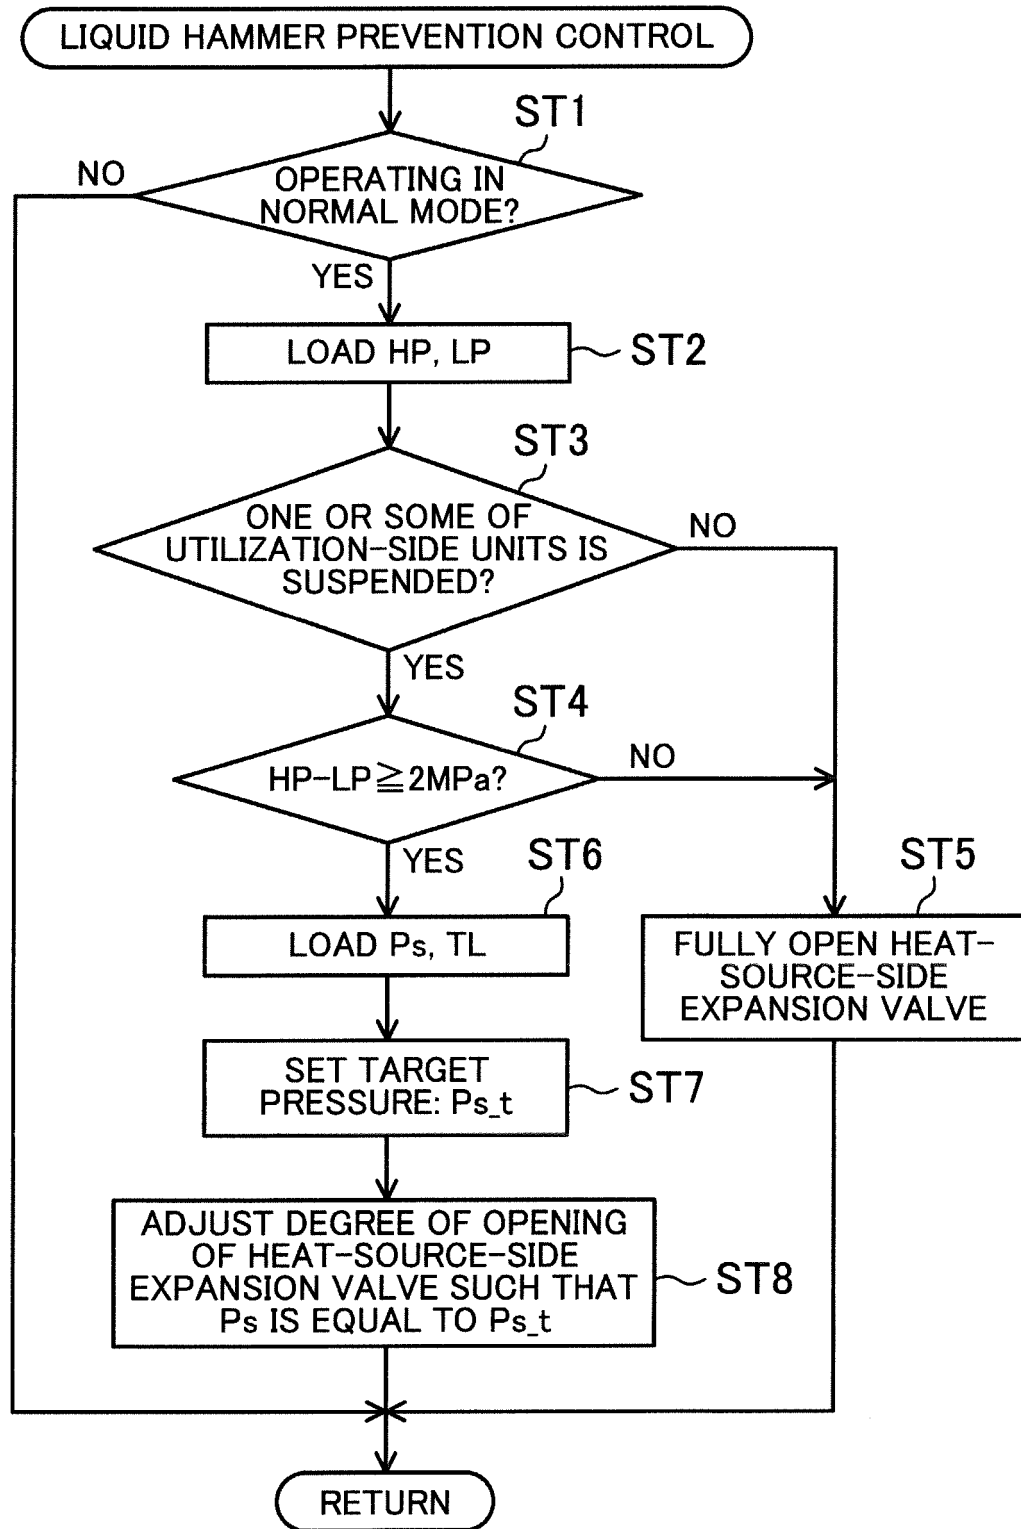 LIQUID HAMMER PREVENTION CONTROL
ST1
NO
OPERATING IN
NORMAL MODE?
YES
LOAD HP, LP
ST2
ST3
ONE OR SOME OF
UTILIZATION-SIDE UNITS IS
SUSPENDED?
NO
YES
ST4
HP-LP≧2MPa?
NO
YES
ST6
LOAD Ps, TL
ST5
FULLY OPEN HEAT-
SOURCE-SIDE
EXPANSION VALVE
SET TARGET
PRESSURE: Ps_t
ST7
ADJUST DEGREE OF OPENING
OF HEAT-SOURCE-SIDE
EXPANSION VALVE SUCH THAT
Ps IS EQUAL TO Ps_t
ST8
RETURN